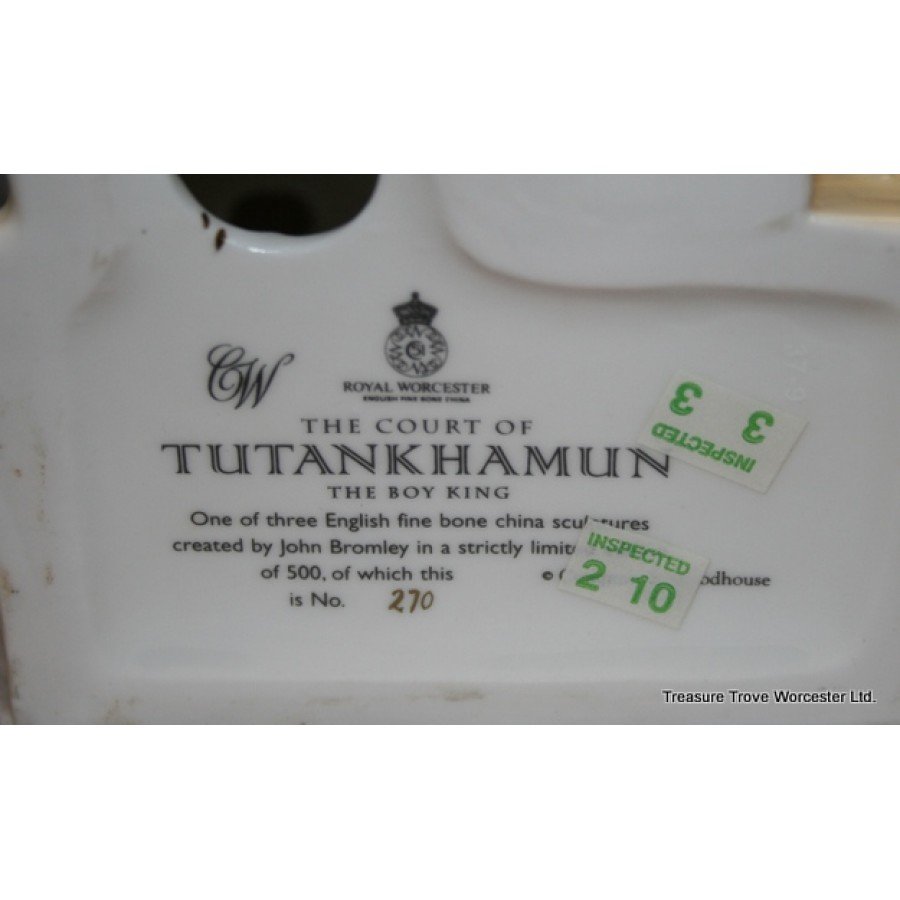 CW
ROYAL WORCESTER
ENGLISH FINE BONE CHINA
THE COURT OF
TUTANKHAMUN
THE BOY KING
One of three English fine bone china sculptures
created by John Bromley in a strictly
of 500, of which this ©
is No. 270
INSPECTED
3 3
INSPECTED
2 10
Treasure Trove Worcester Ltd.